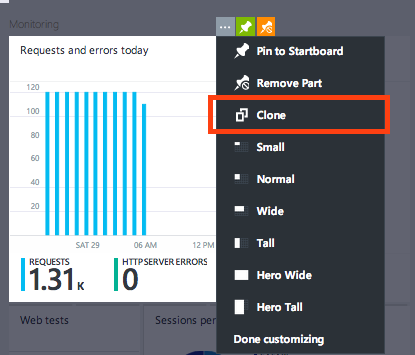 Monitoring
Requests and errors today
120
100
80
60
40
20
SAT 29
06 AM
12 PM
REQUESTS
1.31 K
HTTP SERVER ERRORS
0
Web tests
Sessions per
...
Pin to Startboard
Remove Part
Clone
Small
Normal
Wide
Tall
Hero Wide
Hero Tall
Done customizing